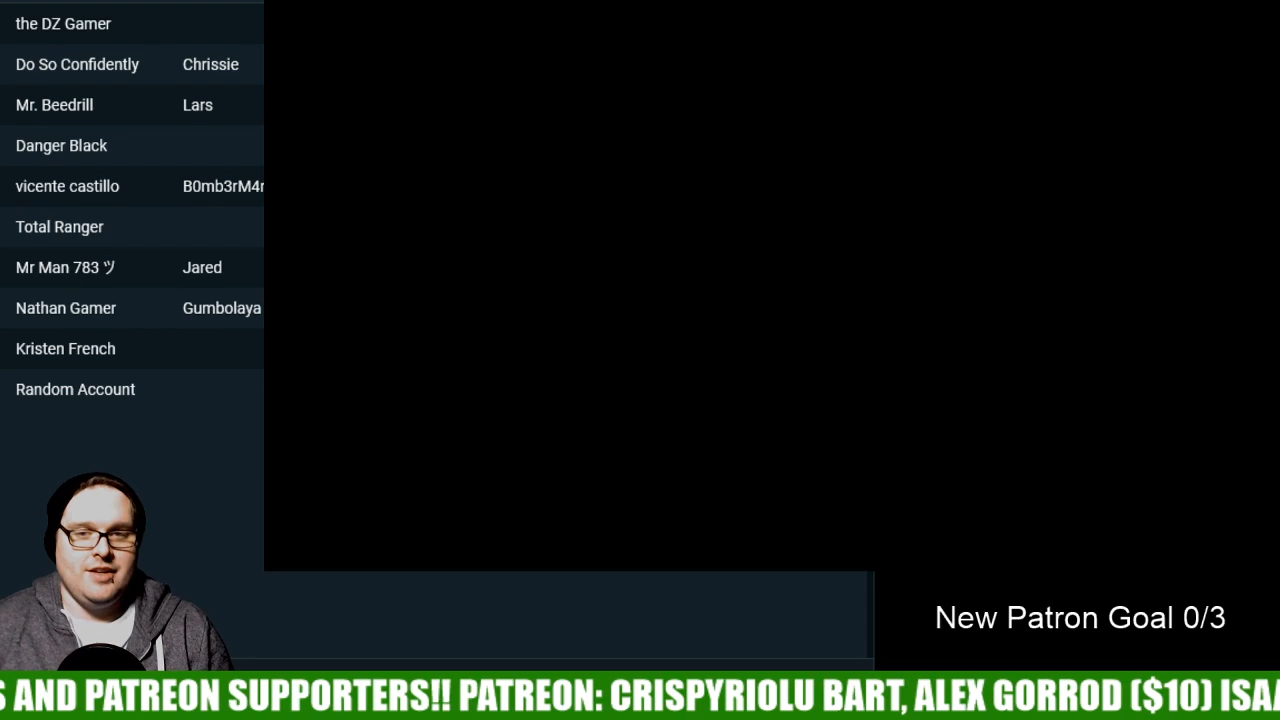 the DZ Gamer
Do So Confidently Chrissie
Mr. Beedrill Lars
Danger Black
vicente castillo
Total Ranger
Mr Man 783 ツ Jared
Nathan Gamer Gumbolaya
Kristen French
Random Account
New Patron Goal 0/3
AND PATREON SUPPORTERS!! PATREON: CRISPYRIOLU BART, ALEX GORROD ($10)